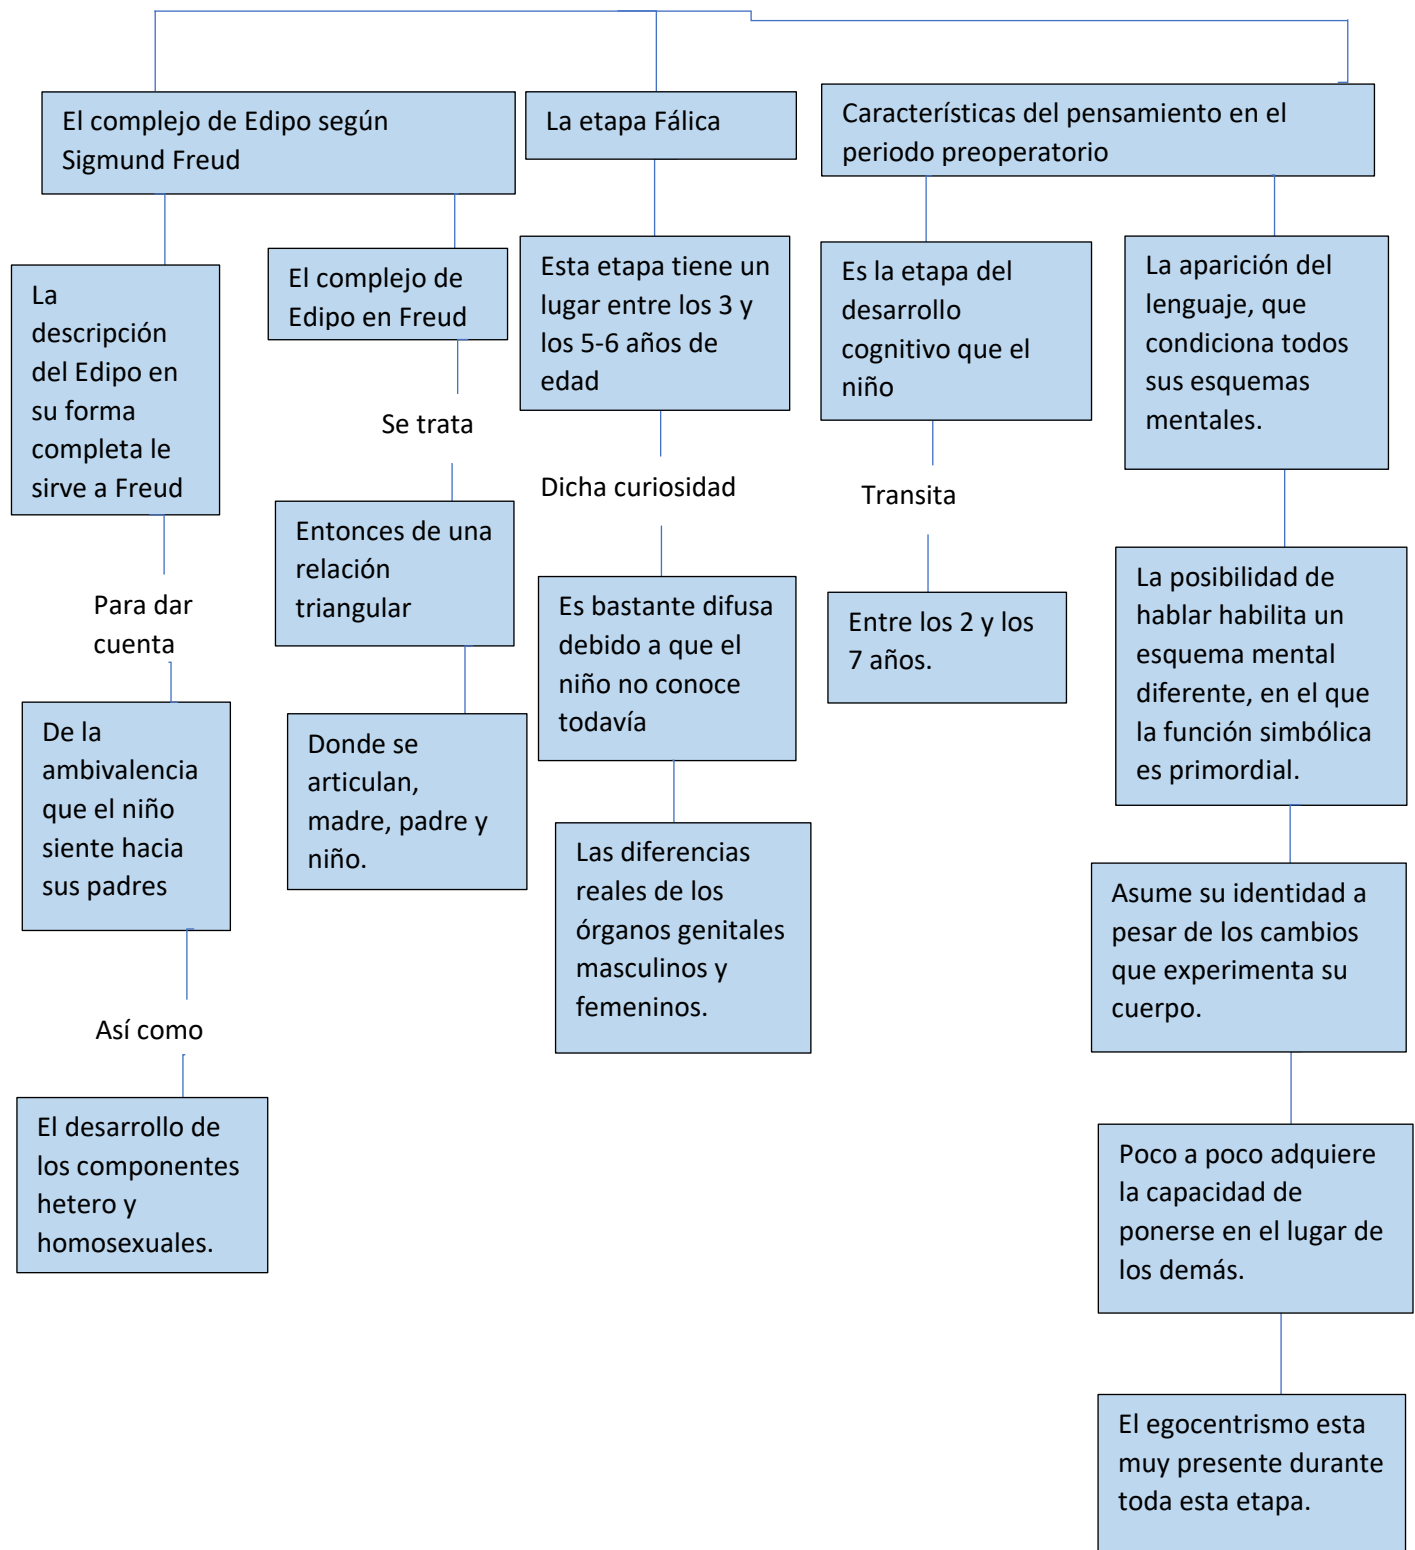 El complejo de Edipo según
Sigmund Freud
La etapa Fálica
Características del pensamiento en el
periodo preoperatorio
La
descripción
del Edipo en
su forma
completa le
sirve a Freud
Para dar
cuenta
De la
ambivalencia
que el niño
siente hacia
sus padres
Así como
El desarrollo de
los componentes
hetero y
homosexuales.
El complejo de
Edipo en Freud
Se trata
Entonces de una
relación
triangular
Donde se
articulan,
madre, padre y
niño.
Esta etapa tiene un
lugar entre los 3 y
los 5-6 años de
edad
Dicha curiosidad
Es bastante difusa
debido a que el
niño no conoce
todavía
Las diferencias
reales de los
órganos genitales
masculinos y
femeninos.
Es la etapa del
desarrollo
cognitivo que el
niño
Transita
Entre los 2 y los
7 años.
La aparición del
lenguaje, que
condiciona todos
sus esquemas
mentales.
La posibilidad de
hablar habilita un
esquema mental
diferente, en el que
la función simbólica
es primordial.
Asume su identidad a
pesar de los cambios
que experimenta su
cuerpo.
Poco a poco adquiere
la capacidad de
ponerse en el lugar de
los demás.
El egocentrismo esta
muy presente durante
toda esta etapa.